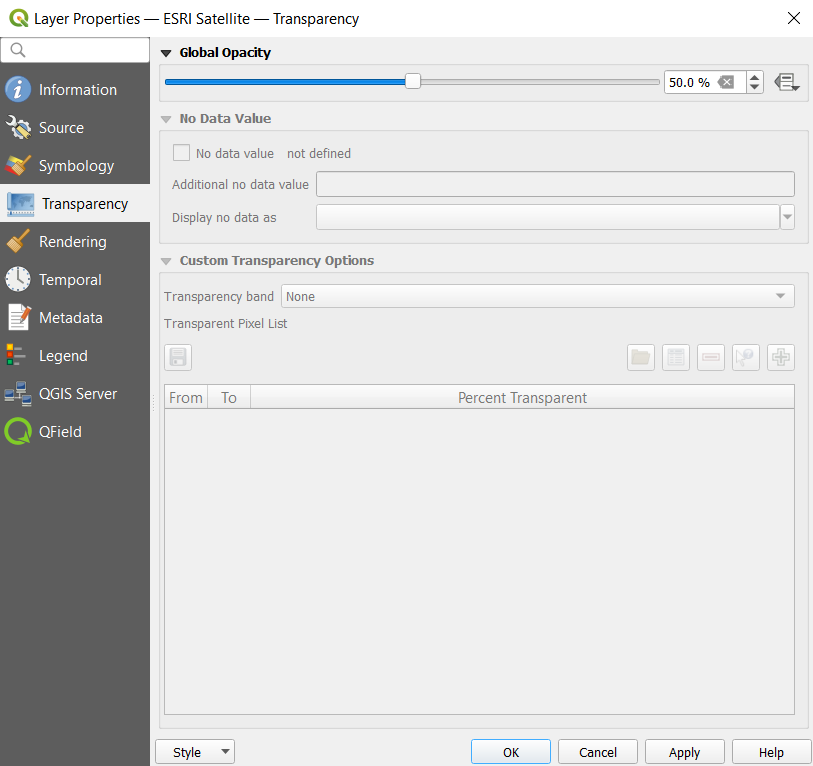 Layer Properties — ESRI Satellite — Transparency
Information
Source
Symbology
Transparency
Rendering
Temporal
Metadata
Legend
QGIS Server
QField
Global Opacity
50.0 %
No Data Value
No data value not defined
Additional no data value
Display no data as
Custom Transparency Options
Transparency band None
Transparent Pixel List
From To Percent Transparent
Style OK Cancel Apply Help